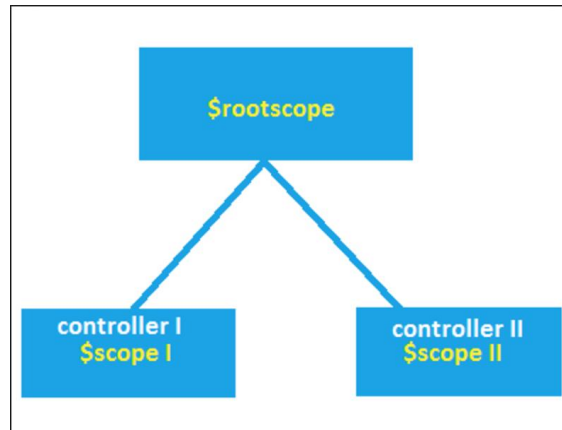 $rootscope
controller I
$scope I
controller II
$scope II